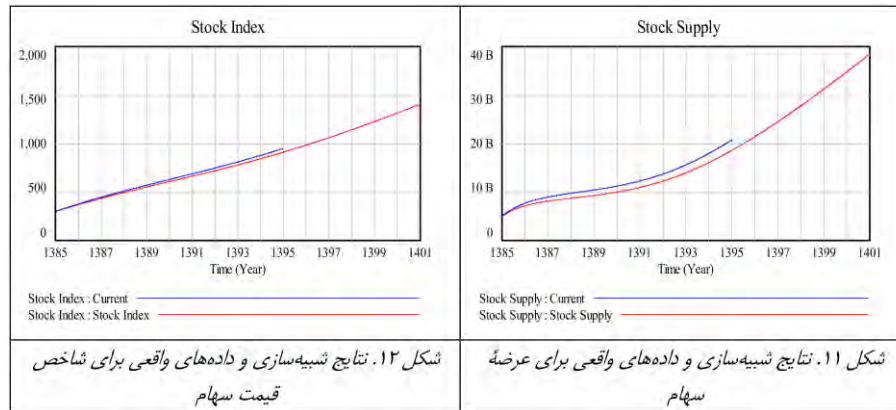 Stock Index
2,000
1,500
1,000
500
0
1385 1387 1389 1391 1393 1395 1397 1399 1401
Time (Year)
Stock Index : Current
Stock Index : Stock Index
Stock Supply
40 B
30 B
20 B
10 B
0
1385 1387 1389 1391 1393 1395 1397 1399 1401
Time (Year)
Stock Supply : Current
Stock Supply : Stock Supply
شکل ۱۱. نتایج شبیه‌سازی و داده‌های واقعی برای عرضۀ
سهام
شکل ۱۲. نتایج شبیه‌سازی و داده‌های واقعی برای شاخص
قیمت سهام